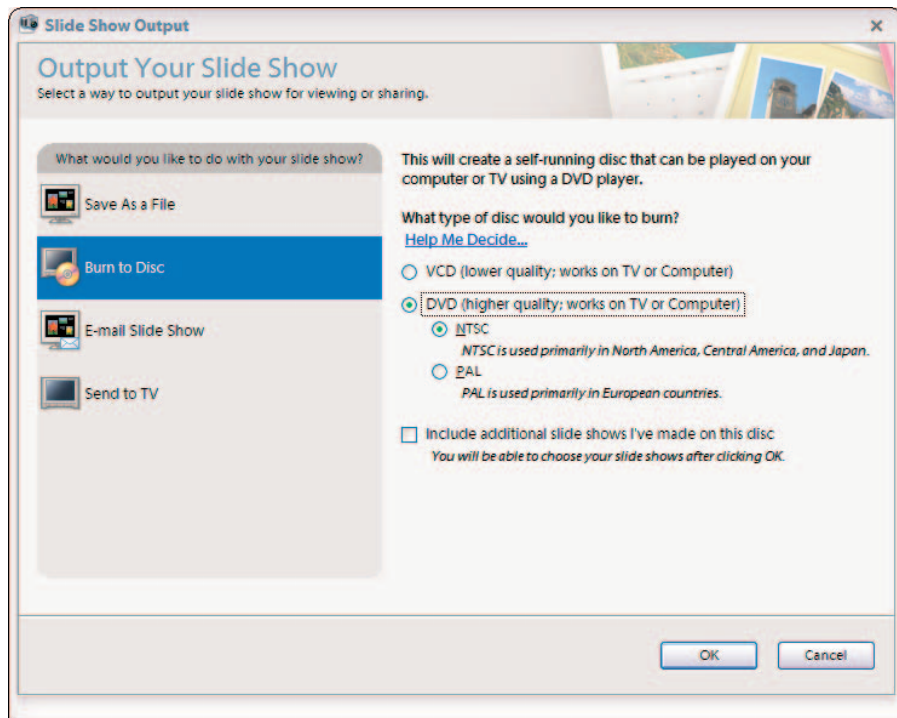 Slide Show Output
Output Your Slide Show
Select a way to output your slide show for viewing or sharing.
What would you like to do with your slide show?
Save As a File
Burn to Disc
E-mail Slide Show
Send to TV
This will create a self-running disc that can be played on your
computer or TV using a DVD player.
What type of disc would you like to burn?
Help Me Decide...
VCD (lower quality; works on TV or Computer)
DVD (higher quality; works on TV or Computer)
NTSC
NTSC is used primarily in North America, Central America, and Japan.
PAL
PAL is used primarily in European countries.
Include additional slide shows I've made on this disc
You will be able to choose your slide shows after clicking OK.
OK
Cancel